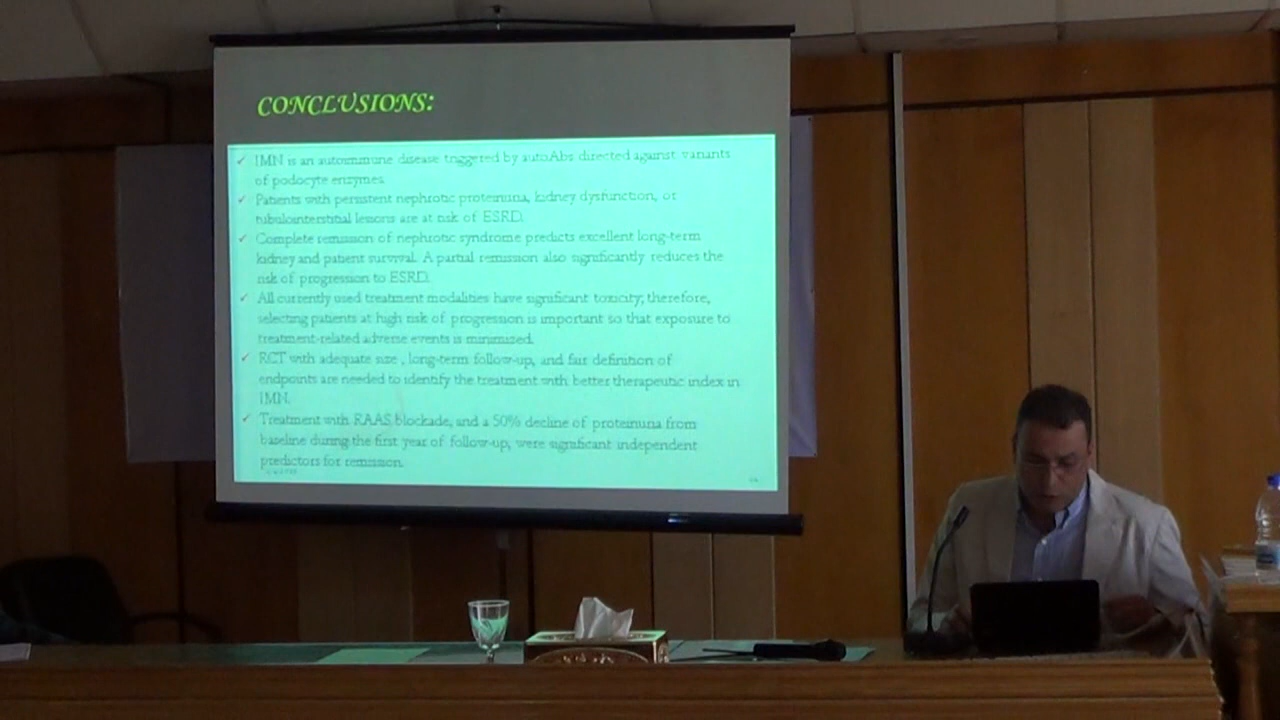 CONCLUSIONS:
✓ IMN is an autoimmune disease triggered by autoAbs directed against variants
of podocyte enzymes.
✓ Patients with persistent nephrotic proteinuria, kidney dysfunction, or
tubulointerstitial lesions are at risk of ESRD.
✓ Complete remission of nephrotic syndrome predicts excellent long-term
kidney and patient survival. A partial remission also significantly reduces the
risk of progression to ESRD.
✓ All currently used treatment modalities have significant toxicity; therefore,
selecting patients at high risk of progression is important so that exposure to
treatment-related adverse events is minimized.
✓ RCT with adequate size , long-term follow-up, and fair definition of
endpoints are needed to identify the treatment with better therapeutic index in
IMN.
✓ Treatment with RAAS blockade, and a 50% decline of proteinuria from
baseline during the first year of follow-up, were significant independent
predictors for remission.